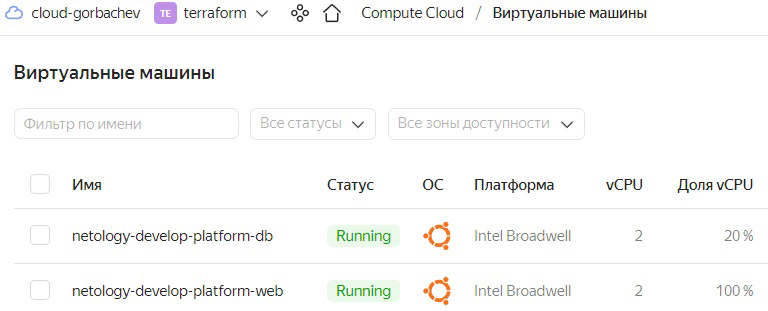 cloud-gorbachev TE terraform Compute Cloud / Виртуальные машины
Виртуальные машины
Фильтр по имени Все статусы Все зоны доступности
Имя Статус ОС Платформа vCPU Доля vCPU
netology-develop-platform-db Running Intel Broadwell 2 20 %
netology-develop-platform-web Running Intel Broadwell 2 100 %